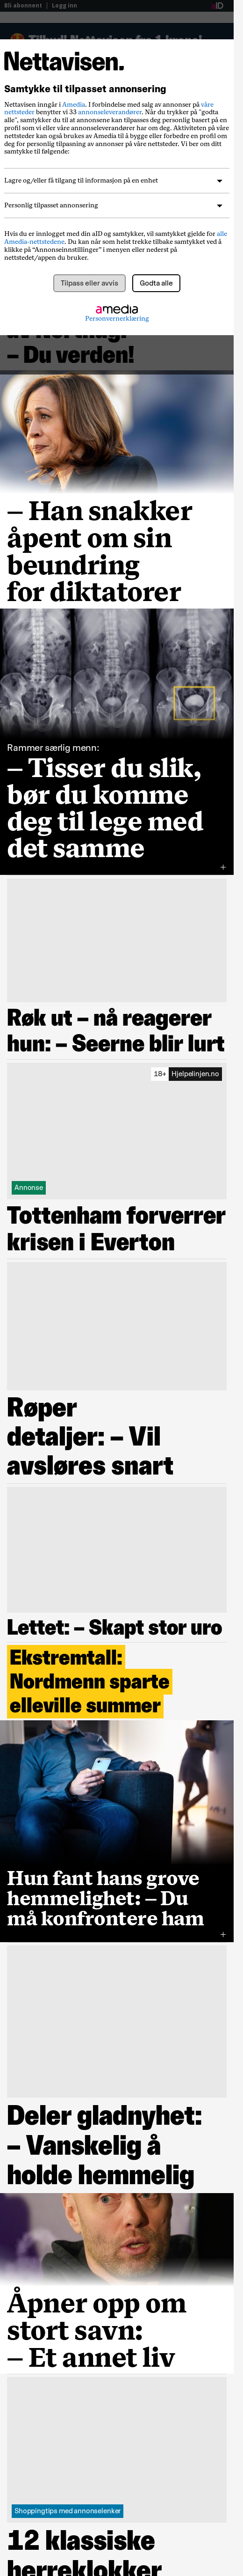 Bli abonnent | Logg inn
Nettavisen.
Samtykke til tilpasset annonsering
Nettavisen inngår i Amedia. I forbindelse med salg av annonser på våre
nettsteder benytter vi 33 annonseleverandører. Når du trykker på "godta
alle", samtykker du til at annonsene kan tilpasses deg personlig basert på en
profil som vi eller våre annonseleverandører har om deg. Aktiviteten på våre
nettsteder kan også brukes av Amedia til å bygge eller forbedre en profil om
deg for personlig tilpasning av annonser på våre nettsteder. Vi ber om ditt
samtykke til følgende:
Lagre og/eller få tilgang til informasjon på en enhet
Personlig tilpasset annonsering
Hvis du er innlogget med din aID og samtykker, vil samtykket gjelde for alle
Amedia-nettstedene. Du kan når som helst trekke tilbake samtykket ved å
klikke på “Annonseinnstillinger” i menyen eller nederst på
nettstedet/appen du bruker.
Tilpass eller avvis
Godta alle
amedia
Personvernerklæring
– Du verden!
– Han snakker
åpent om sin
beundring
for diktatorer
Rammer særlig menn:
– Tisser du slik,
bør du komme
deg til lege med
det samme
Røk ut – nå reagerer
hun: – Seerne blir lurt
18+ Hjelpelinjen.no
Annonse
Tottenham forverrer
krisen i Everton
Røper
detaljer: – Vil
avsløres snart
Lettet: – Skapt stor uro
Ekstremtall:
Nordmenn sparte
elleville summer
Hun fant hans grove
hemmelighet: – Du
må konfrontere ham
Deler gladnyhet:
– Vanskelig å
holde hemmelig
Åpner opp om
stort savn:
– Et annet liv
Shoppingtips med annonselenker
12 klassiske
herreklokker